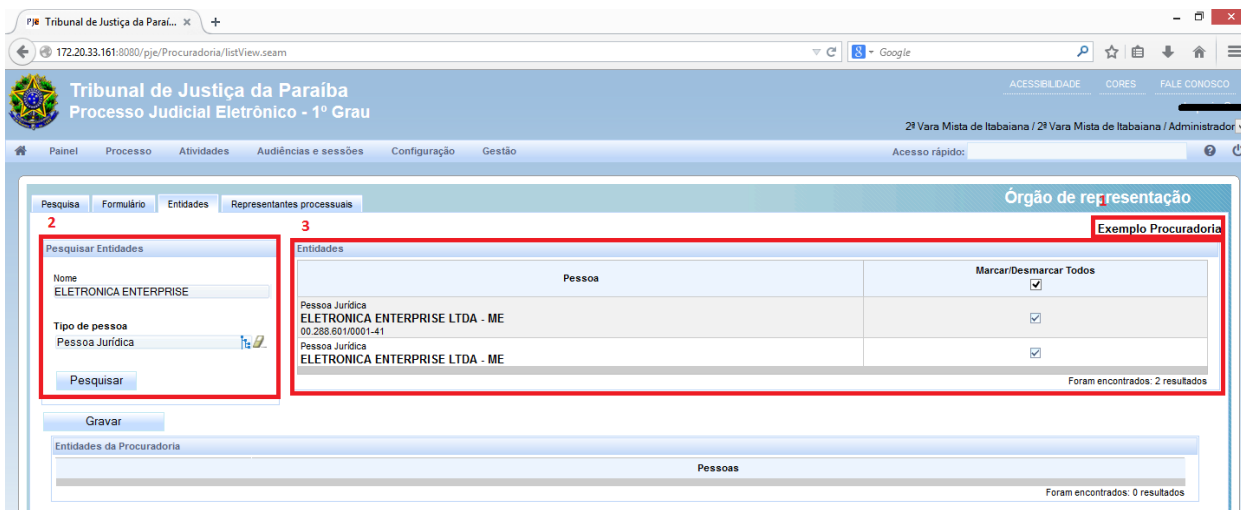 PJe Tribunal de Justiça da Paraí... × +
172.20.33.161:8080/pje/Procuradoria/listView.seam
8 Google
Tribunal de Justiça da Paraíba
Processo Judicial Eletrônico - 1º Grau
ACESSIBILIDADE CORES FALE CONOSCO
2ª Vara Mista de Itabaiana / 2ª Vara Mista de Itabaiana / Administrador
Painel Processo Atividades Audiências e sessões Configuração Gestão Acesso rápido:
Pesquisa Formulário Entidades Representantes processuais
Órgão de representação
1
Exemplo Procuradoria
2
Pesquisar Entidades
Nome
ELETRONICA ENTERPRISE
Tipo de pessoa
Pessoa Jurídica
Pesquisar
3
Entidades
Pessoa Marcar/Desmarcar Todos
Pessoa Jurídica
ELETRONICA ENTERPRISE LTDA - ME
00.288.601/0001-41
Pessoa Jurídica
ELETRONICA ENTERPRISE LTDA - ME
Foram encontrados: 2 resultados
Gravar
Entidades da Procuradoria
Pessoas
Foram encontrados: 0 resultados